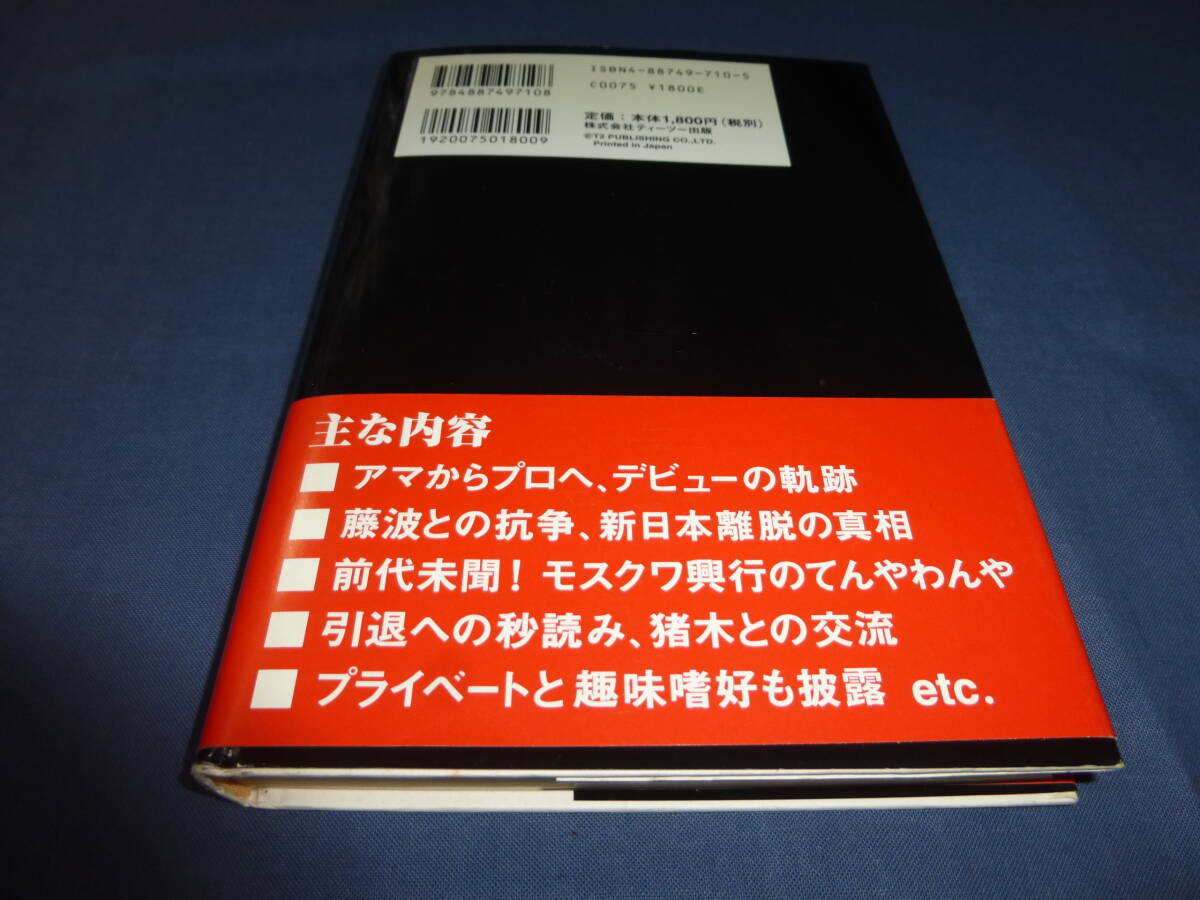 9784887497108
ISBN4-88749-710-5
C0075 ¥1800E
1920075018009
定価：本体1,800円（税別）
株式会社ティーツー出版
©T2 PUBLISHING CO.,LTD.
Printed in Japan
主な内容
■ アマからプロへ、デビューの軌跡
■ 藤波との抗争、新日本離脱の真相
■ 前代未聞！モスクワ興行のてんやわんや
■ 引退への秒読み、猪木との交流
■ プライベートと趣味嗜好も披露 etc.